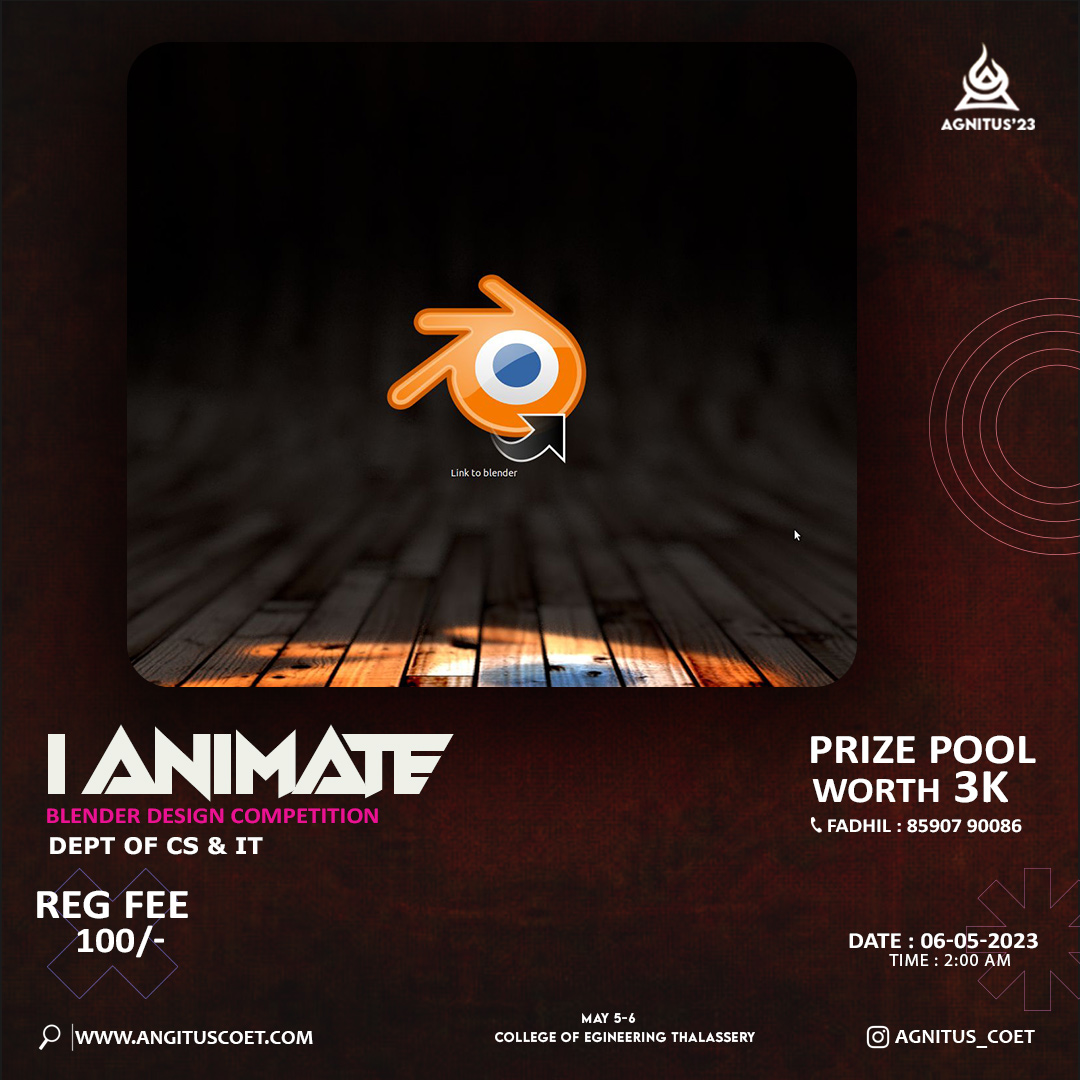 AGNITUS'23
Link to blender
I ANIMATE
BLENDER DESIGN COMPETITION
DEPT OF CS & IT
PRIZE POOL
WORTH 3K
FADHIL : 85907 90086
REG FEE
100/-
DATE : 06-05-2023
TIME : 2:00 AM
WWW.ANGITUSCOET.COM
MAY 5-6
COLLEGE OF EGINEERING THALASSERY
AGNITUS_COET